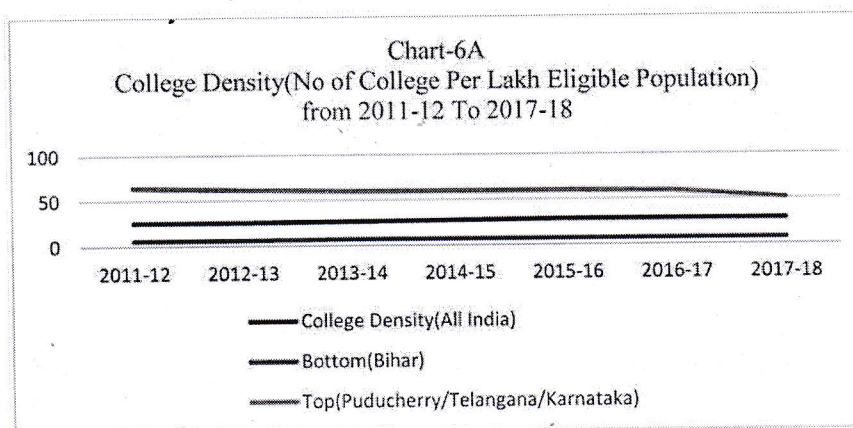 Chart-6A
College Density(No of College Per Lakh Eligible Population)
from 2011-12 To 2017-18
100
50
0
2011-12 2012-13 2013-14 2014-15 2015-16 2016-17 2017-18
College Density(All India)
Bottom(Bihar)
Top(Puducherry/Telangana/Karnataka)